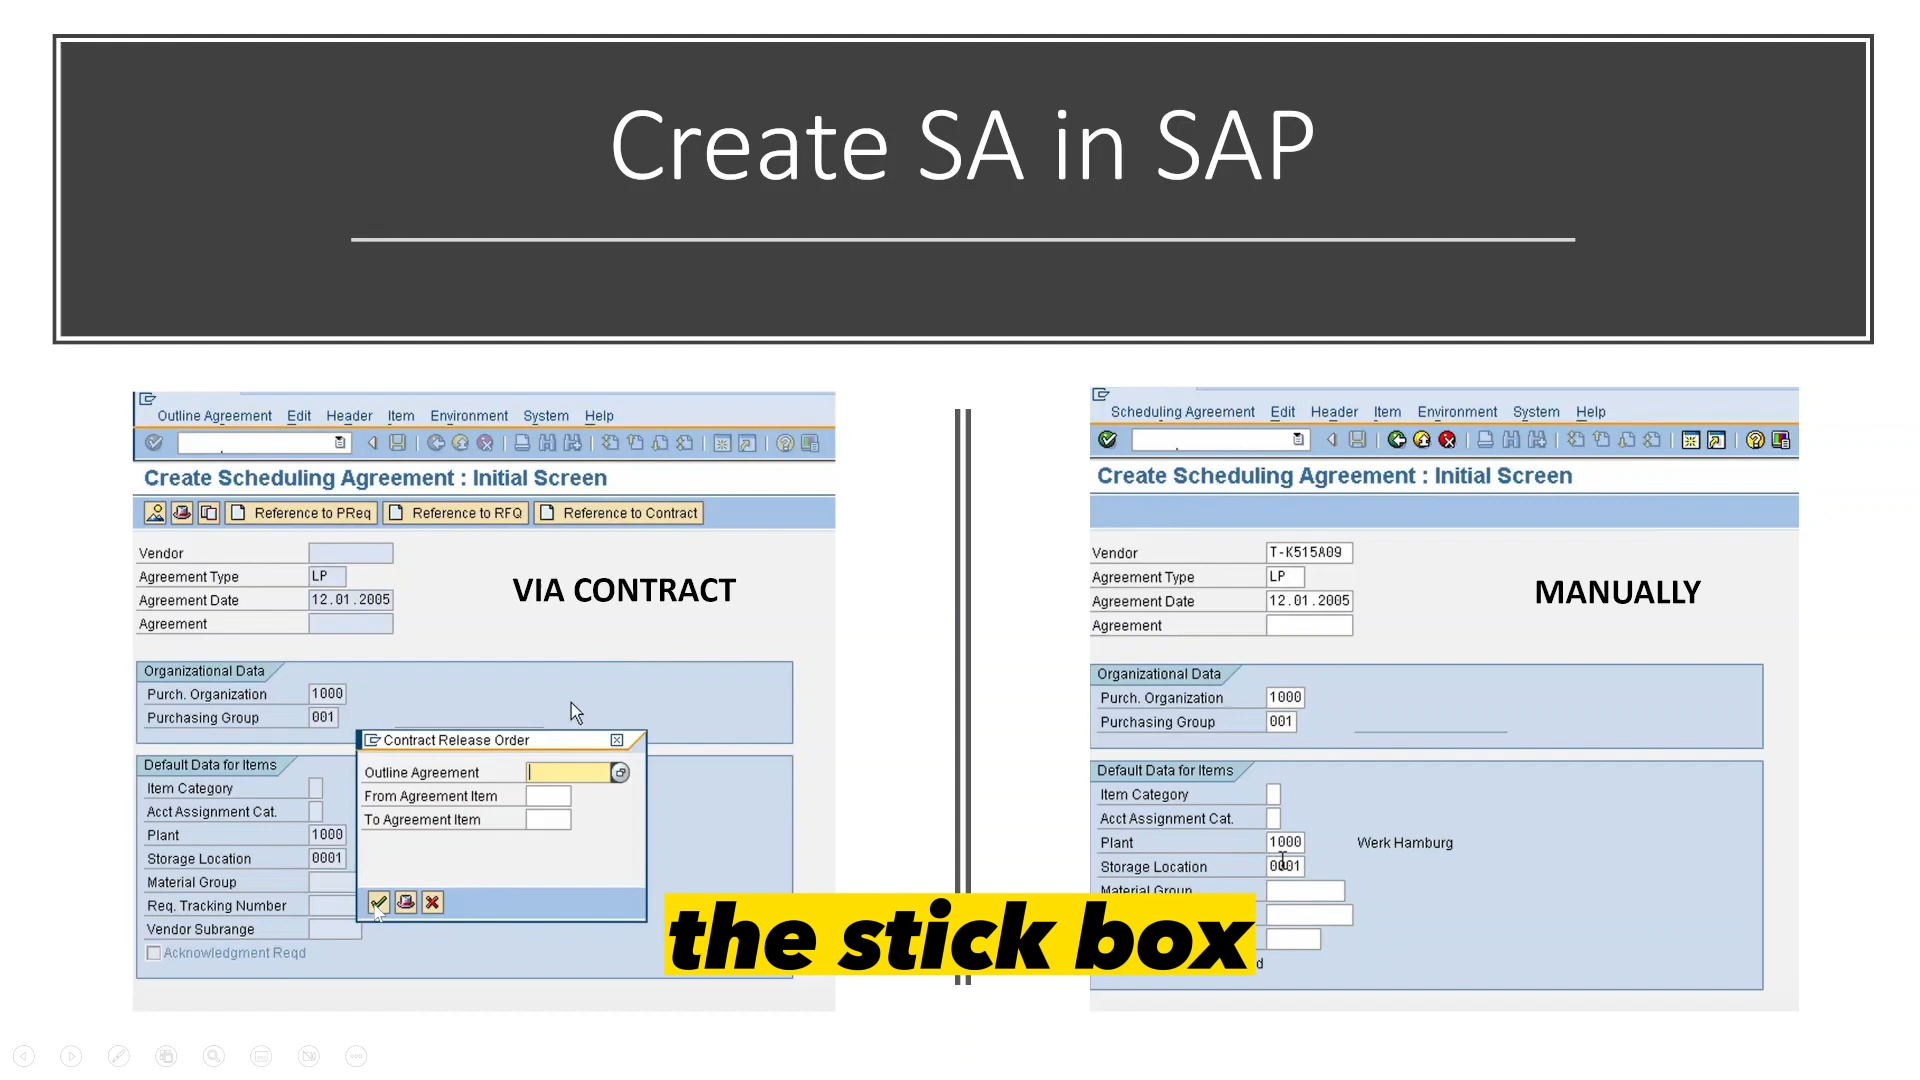 Create SA in SAP
Outline Agreement Edit Header Item Environment System Help
Create Scheduling Agreement : Initial Screen
Reference to PReq Reference to RFQ Reference to Contract
Vendor
Agreement Type LP
Agreement Date 12.01.2005
Agreement
VIA CONTRACT
Organizational Data
Purch. Organization 1000
Purchasing Group 001
Default Data for Items
Item Category
Acct Assignment Cat.
Plant 1000
Storage Location 0001
Material Group
Req. Tracking Number
Vendor Subrange
Acknowledgment Reqd
Contract Release Order
Outline Agreement
From Agreement Item
To Agreement Item
Scheduling Agreement Edit Header Item Environment System Help
Create Scheduling Agreement : Initial Screen
Vendor T-K515A09
Agreement Type LP
Agreement Date 12.01.2005
Agreement
MANUALLY
Organizational Data
Purch. Organization 1000
Purchasing Group 001
Default Data for Items
Item Category
Acct Assignment Cat.
Plant 1000 Werk Hamburg
Storage Location 0001
Material Group
the stick box